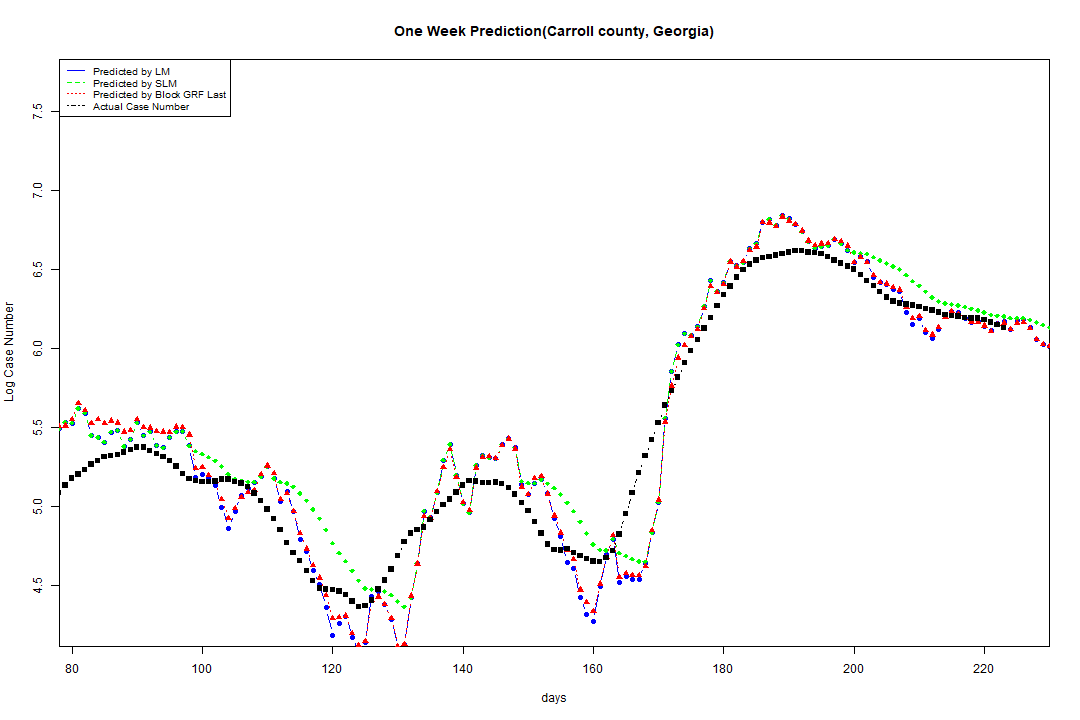 One Week Prediction(Carroll county, Georgia)
Predicted by LM
Predicted by SLM
Predicted by Block GRF Last
Actual Case Number
Log Case Number
7.5
7.0
6.5
6.0
5.5
5.0
4.5
80 100 120 140 160 180 200 220
days